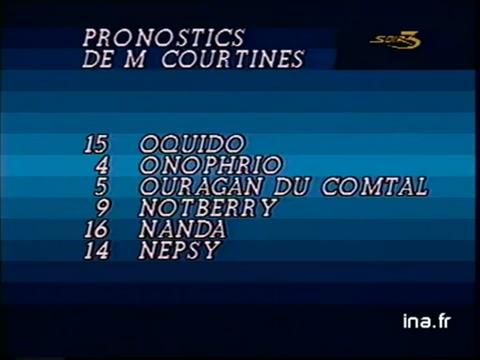 PRONOSTICS
DE M COURTINES
SOIR 3
15 OQUIDO
4 ONOPHRIO
5 OURAGAN DU COMTAL
9 NOTBERRY
16 NANDA
14 NEPSY
ina.fr